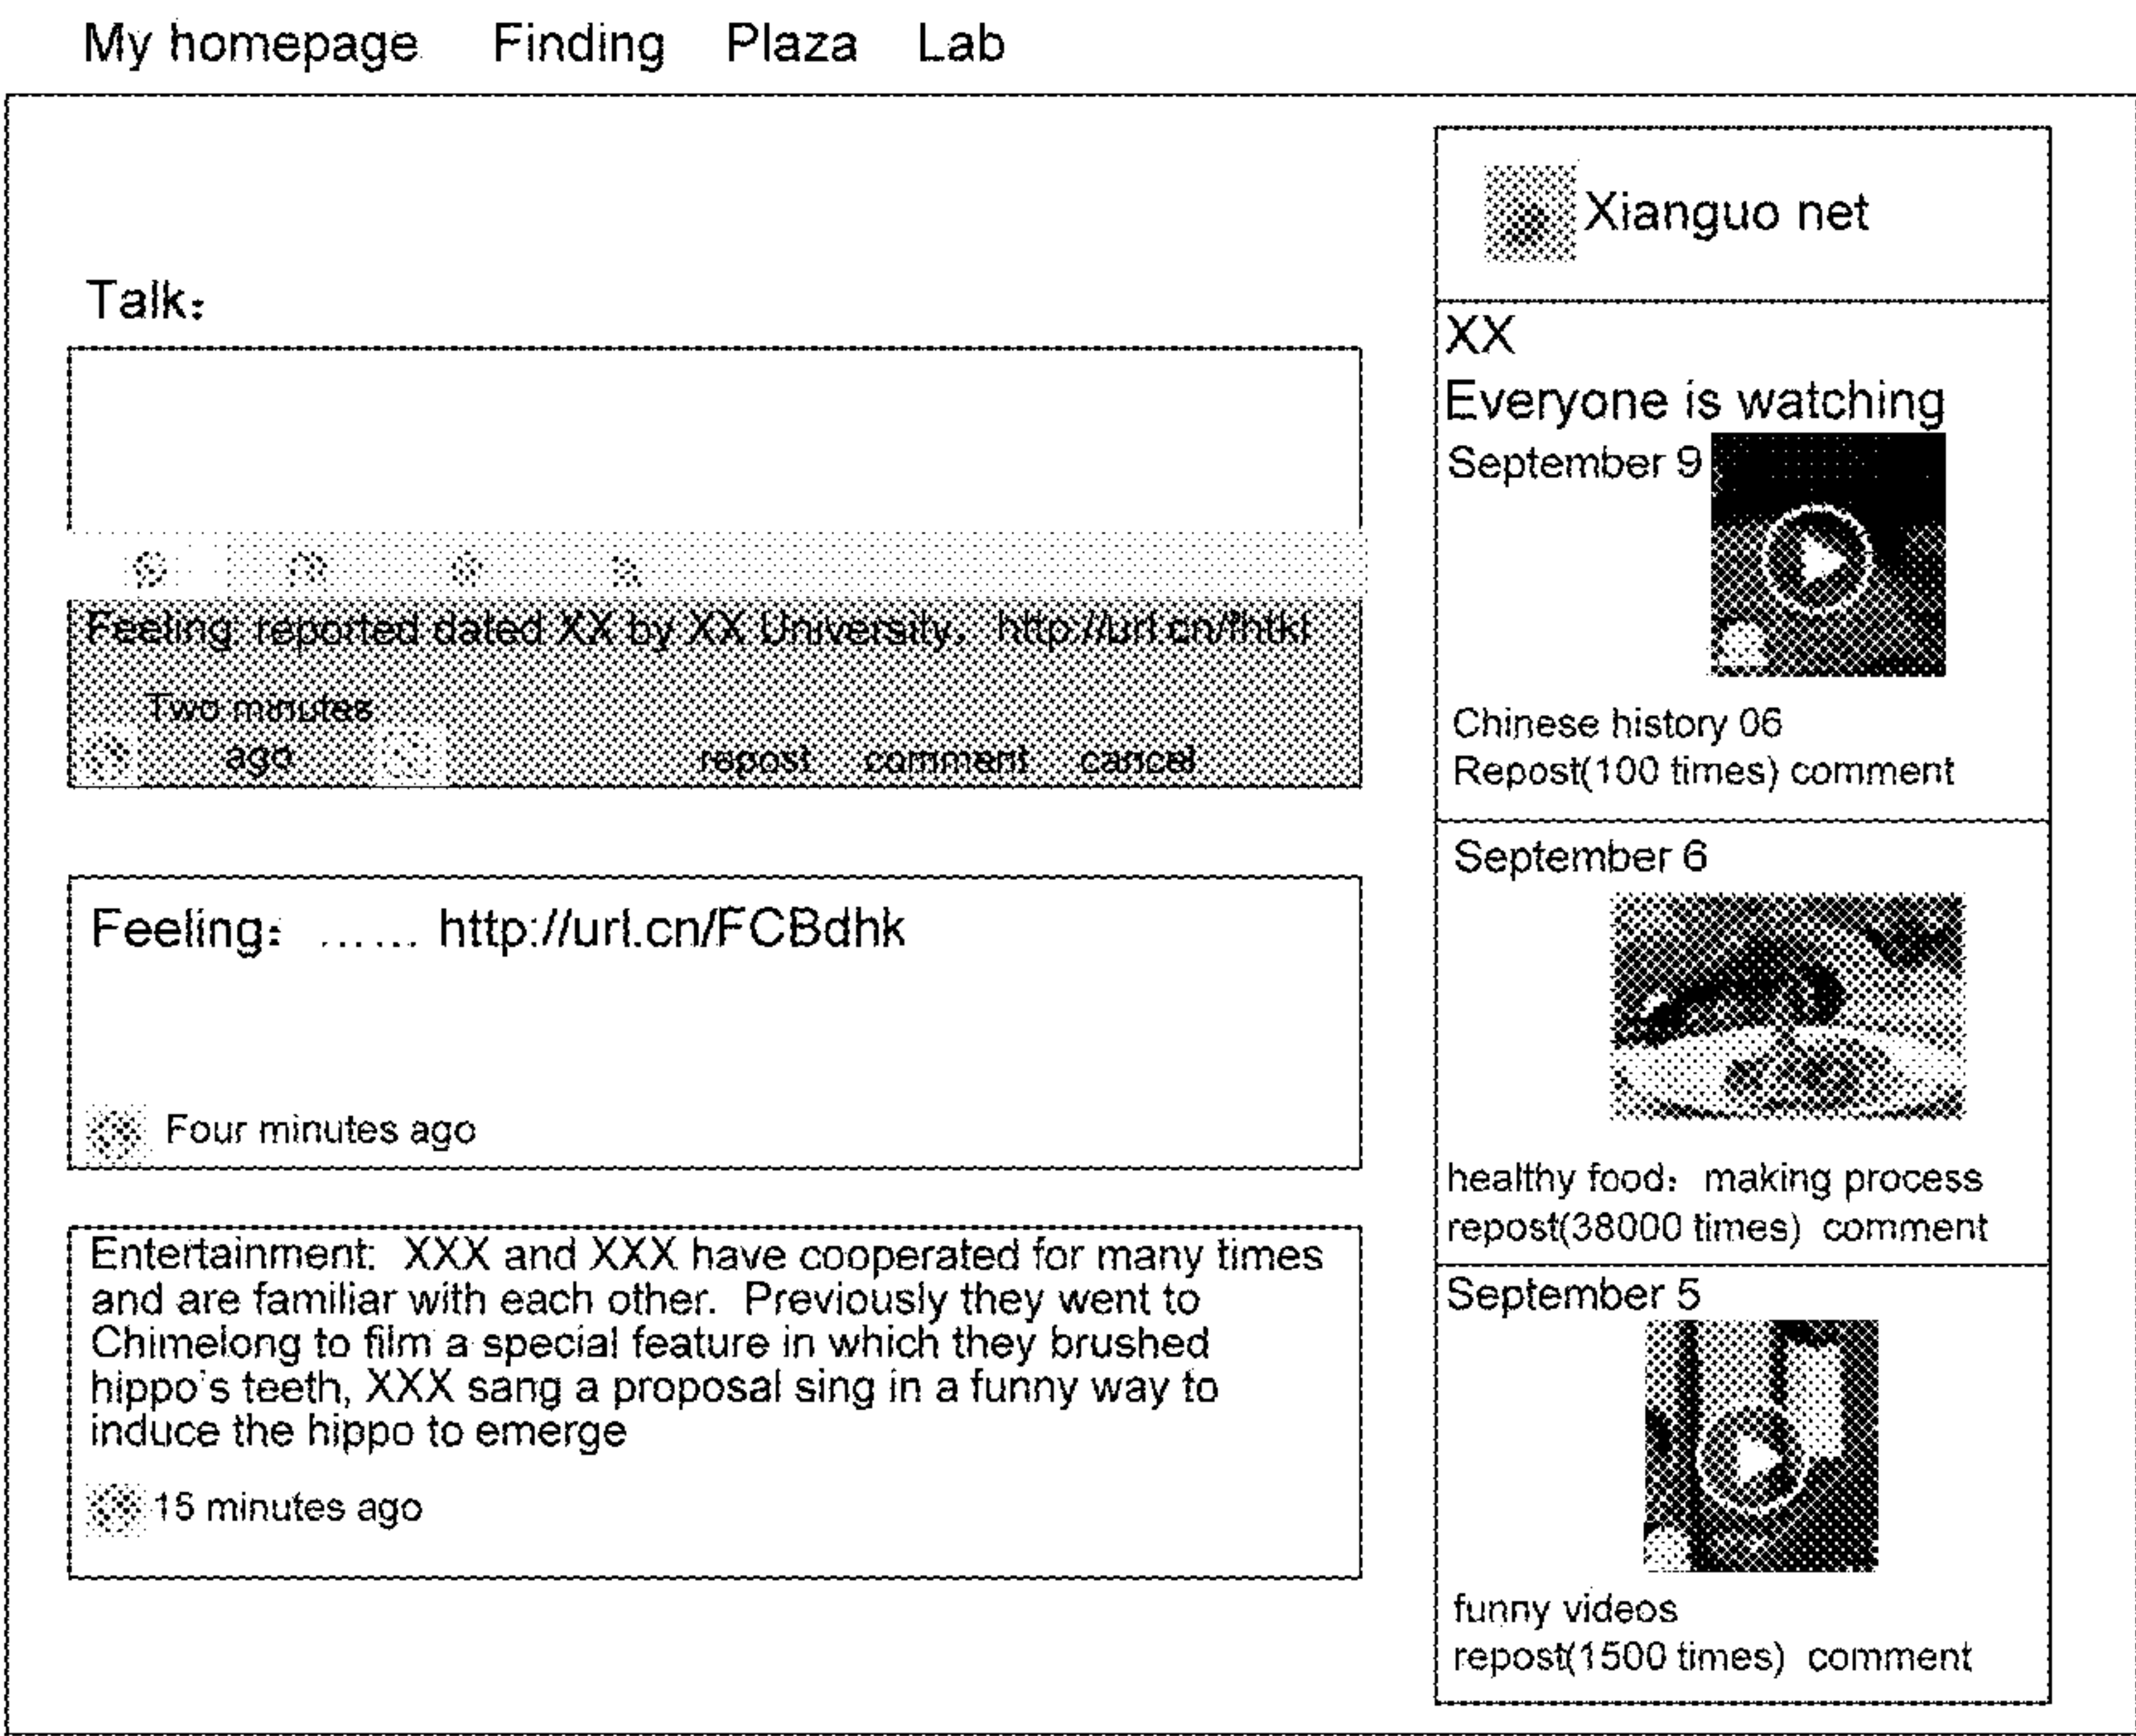 My homepage Finding Plaza Lab
Talk:
Feeling: reported dated XX by XX University, http://url.cn/fhtkl
Two minutes
ago repost comment cancel
Feeling: ...... http://url.cn/FCBdhk
Four minutes ago
Entertainment: XXX and XXX have cooperated for many times
and are familiar with each other. Previously they went to
Chimelong to film a special feature in which they brushed
hippo's teeth, XXX sang a proposal sing in a funny way to
induce the hippo to emerge
15 minutes ago
Xianguo net
XX
Everyone is watching
September 9
Chinese history 06
Repost(100 times) comment
September 6
healthy food: making process
repost(38000 times) comment
September 5
funny videos
repost(1500 times) comment